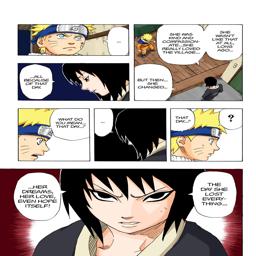 SHE
WASN'T
LIKE THAT
AT ALL
LONG
AGO...
SHE WAS
KIND AND
COMPASSION-
ATE...SHE
REALLY LOVED
THE VILLAGE...
BUT THEN...
SHE
CHANGED...
...
...ALL
BECAUSE
OF THAT
DAY.
?
THAT
DAY...?
...
WHAT DO
YOU MEAN...
THAT DAY...?
THE
DAY SHE
LOST
EVERY-
THING...
...HER
DREAMS,
HER LOVE,
EVEN HOPE
ITSELF!